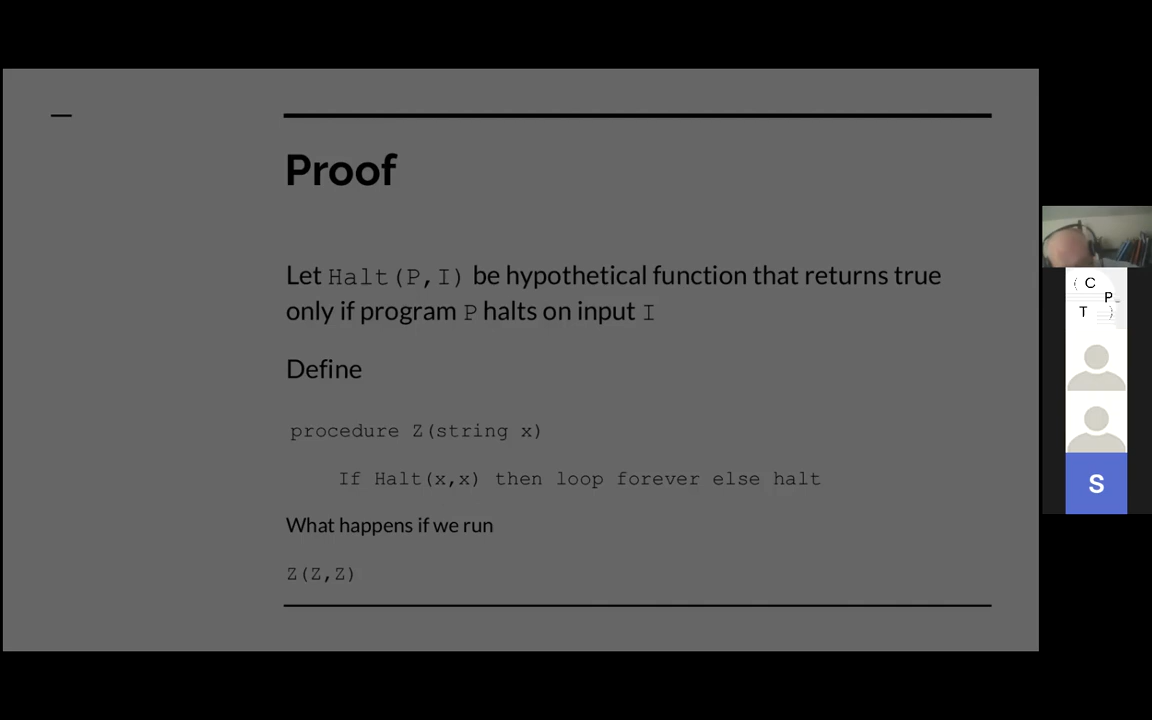 Proof
Let Halt(P,I) be hypothetical function that returns true
only if program P halts on input I
Define
procedure Z(string x)
If Halt(x,x) then loop forever else halt
What happens if we run
Z(Z,Z)
( C
P
T )
S